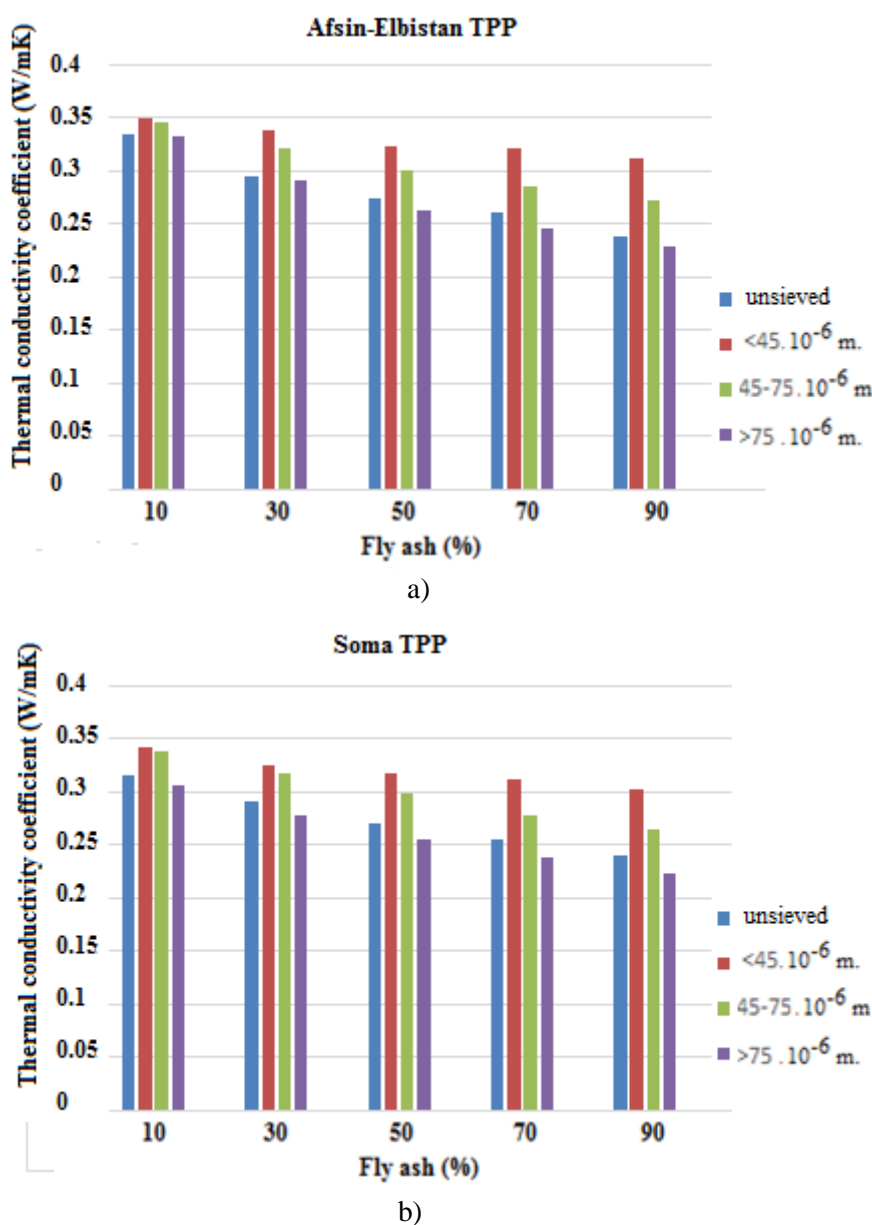 Afsin-Elbistan TPP
Thermal conductivity coefficient (W/mK)
0.4
0.35
0.3
0.25
0.2
0.15
0.1
0.05
0
10 30 50 70 90
Fly ash (%)
unsieved
<45.10⁻⁶ m.
45-75.10⁻⁶ m
>75.10⁻⁶ m.
a)
Soma TPP
Thermal conductivity coefficient (W/mK)
0.4
0.35
0.3
0.25
0.2
0.15
0.1
0.05
0
10 30 50 70 90
Fly ash (%)
unsieved
<45.10⁻⁶ m.
45-75.10⁻⁶ m
>75.10⁻⁶ m.
b)